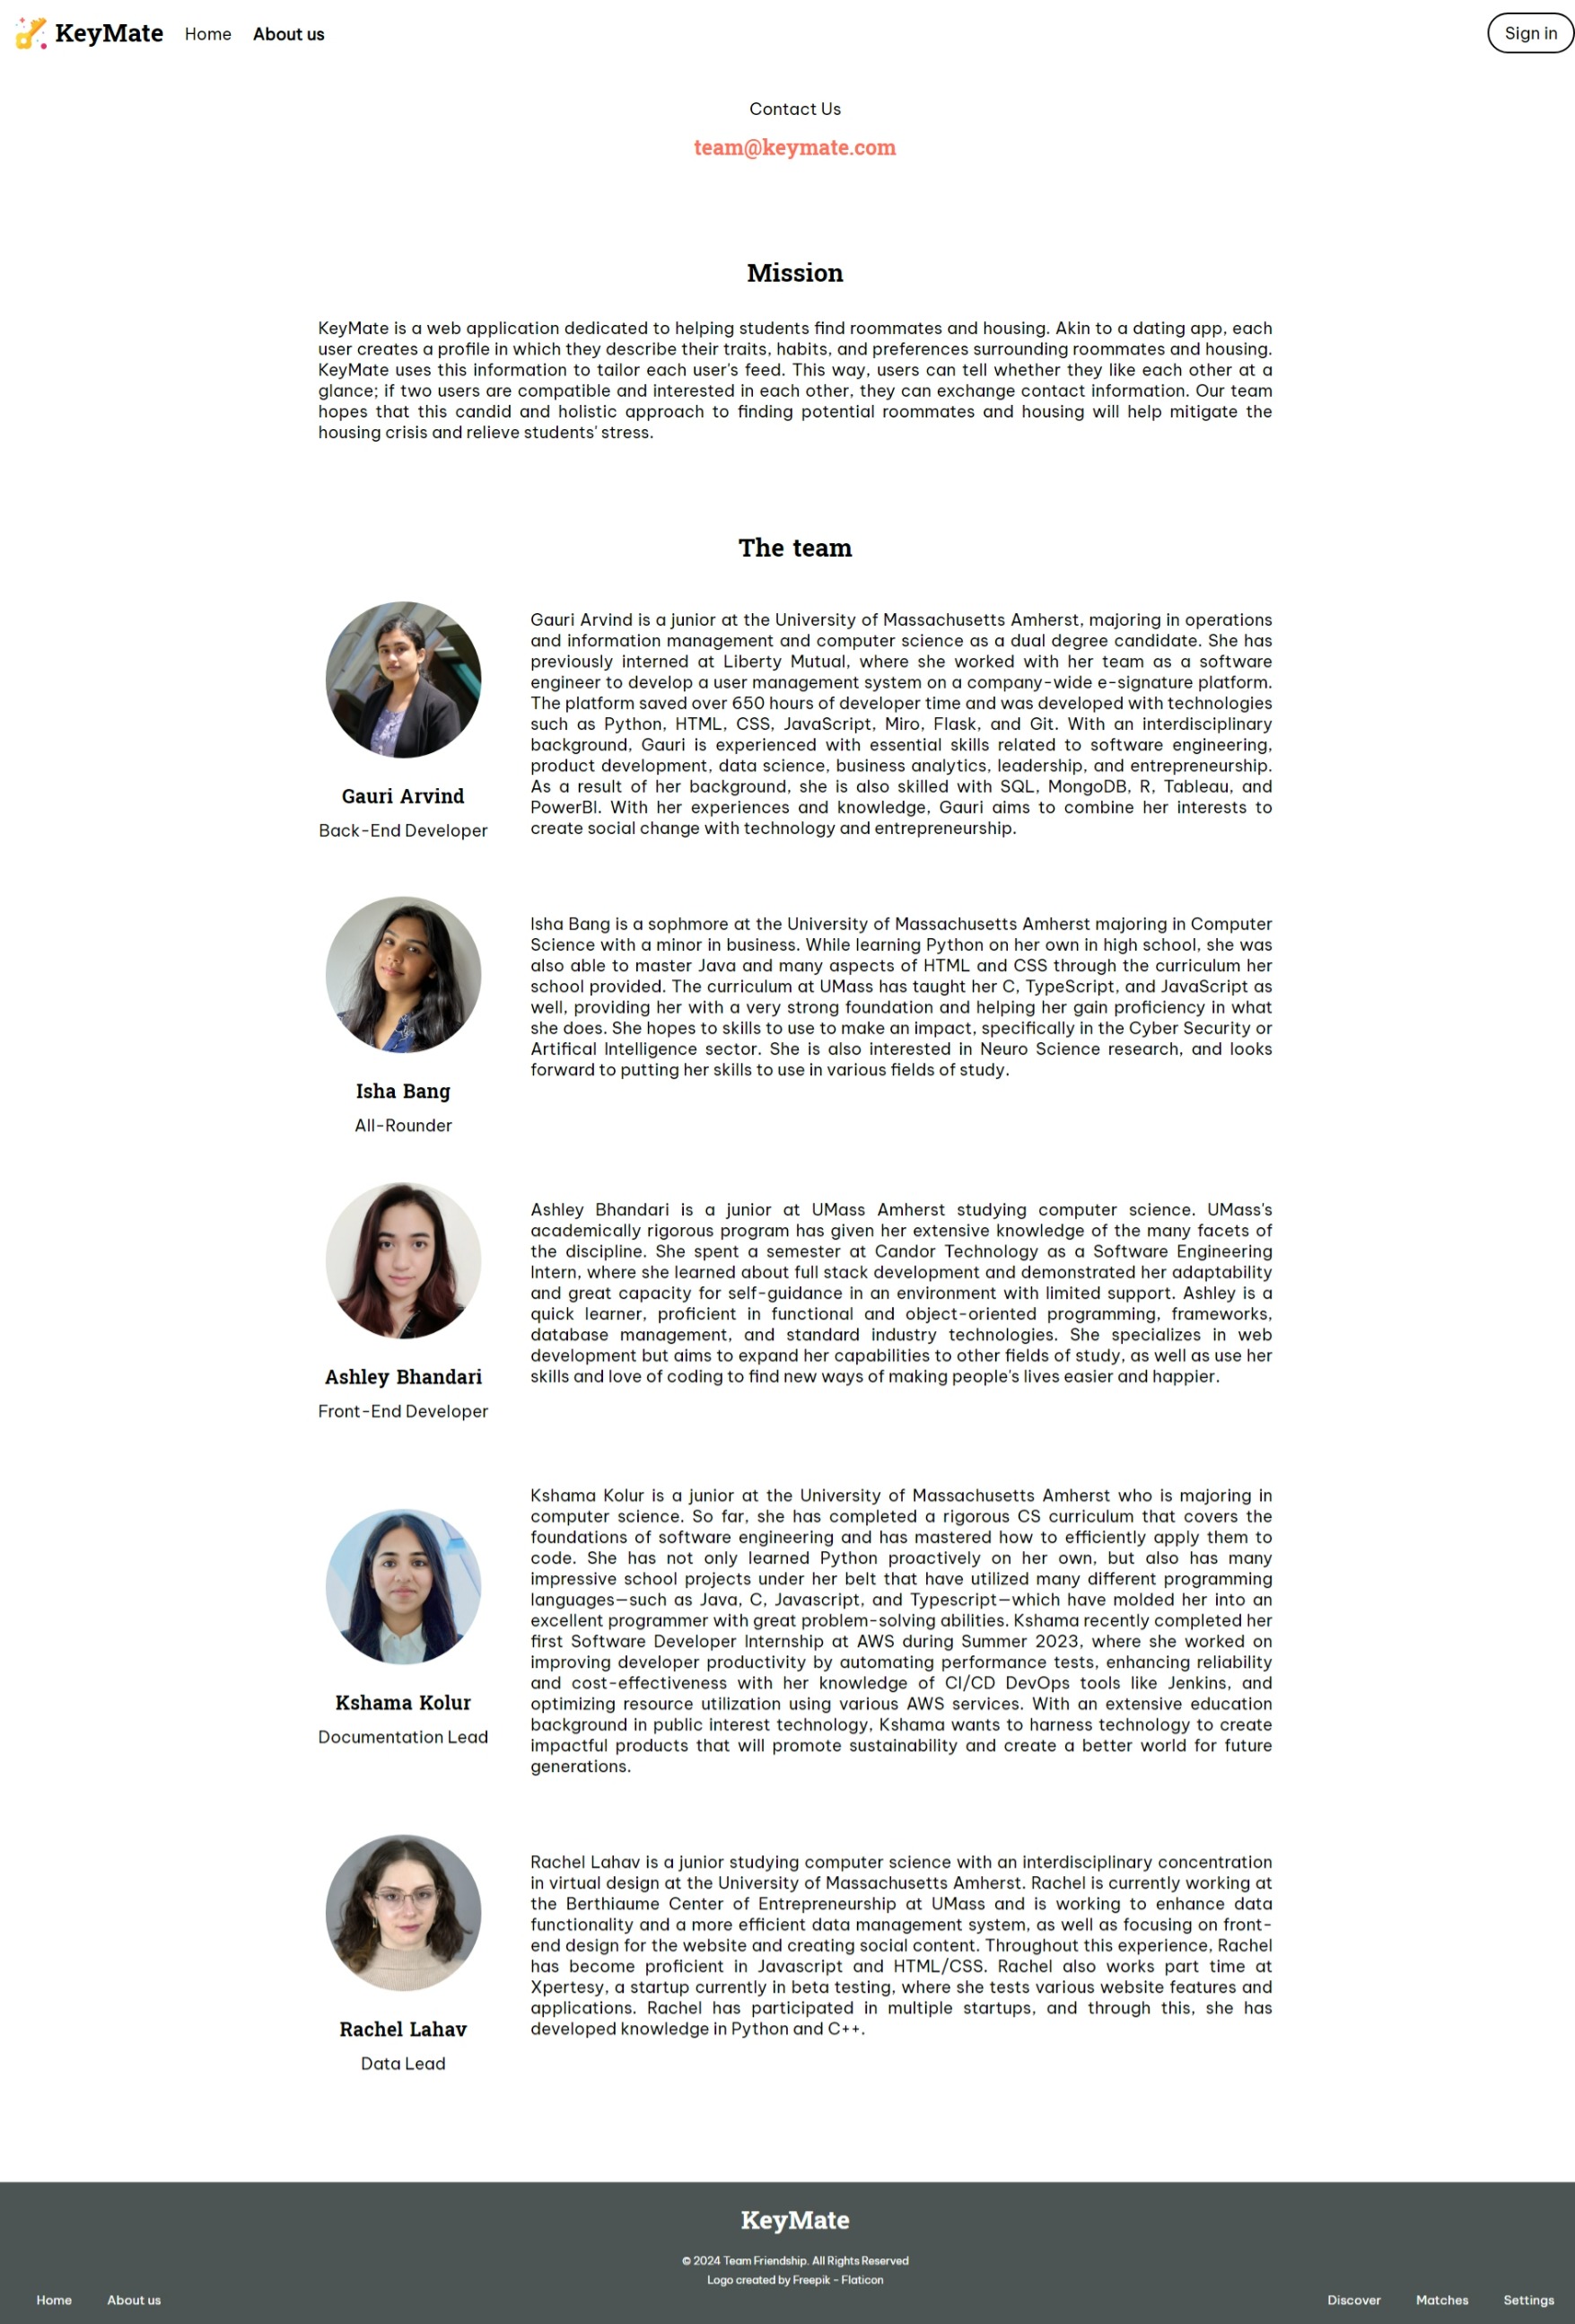 KeyMate Home About us Sign in
Contact Us
team@keymate.com
Mission
KeyMate is a web application dedicated to helping students find roommates and housing. Akin to a dating app, each
user creates a profile in which they describe their traits, habits, and preferences surrounding roommates and housing.
KeyMate uses this information to tailor each user's feed. This way, users can tell whether they like each other at a
glance; if two users are compatible and interested in each other, they can exchange contact information. Our team
hopes that this candid and holistic approach to finding potential roommates and housing will help mitigate the
housing crisis and relieve students' stress.
The team
Gauri Arvind
Back-End Developer
Gauri Arvind is a junior at the University of Massachusetts Amherst, majoring in operations
and information management and computer science as a dual degree candidate. She has
previously interned at Liberty Mutual, where she worked with her team as a software
engineer to develop a user management system on a company-wide e-signature platform.
The platform saved over 650 hours of developer time and was developed with technologies
such as Python, HTML, CSS, JavaScript, Miro, Flask, and Git. With an interdisciplinary
background, Gauri is experienced with essential skills related to software engineering,
product development, data science, business analytics, leadership, and entrepreneurship.
As a result of her background, she is also skilled with SQL, MongoDB, R, Tableau, and
PowerBI. With her experiences and knowledge, Gauri aims to combine her interests to
create social change with technology and entrepreneurship.
Isha Bang
All-Rounder
Isha Bang is a sophmore at the University of Massachusetts Amherst majoring in Computer
Science with a minor in business. While learning Python on her own in high school, she was
also able to master Java and many aspects of HTML and CSS through the curriculum her
school provided. The curriculum at UMass has taught her C, TypeScript, and JavaScript as
well, providing her with a very strong foundation and helping her gain proficiency in what
she does. She hopes to skills to use to make an impact, specifically in the Cyber Security or
Artifical Intelligence sector. She is also interested in Neuro Science research, and looks
forward to putting her skills to use in various fields of study.
Ashley Bhandari
Front-End Developer
Ashley Bhandari is a junior at UMass Amherst studying computer science. UMass's
academically rigorous program has given her extensive knowledge of the many facets of
the discipline. She spent a semester at Candor Technology as a Software Engineering
Intern, where she learned about full stack development and demonstrated her adaptability
and great capacity for self-guidance in an environment with limited support. Ashley is a
quick learner, proficient in functional and object-oriented programming, frameworks,
database management, and standard industry technologies. She specializes in web
development but aims to expand her capabilities to other fields of study, as well as use her
skills and love of coding to find new ways of making people's lives easier and happier.
Kshama Kolur
Documentation Lead
Kshama Kolur is a junior at the University of Massachusetts Amherst who is majoring in
computer science. So far, she has completed a rigorous CS curriculum that covers the
foundations of software engineering and has mastered how to efficiently apply them to
code. She has not only learned Python proactively on her own, but also has many
impressive school projects under her belt that have utilized many different programming
languages—such as Java, C, Javascript, and Typescript—which have molded her into an
excellent programmer with great problem-solving abilities. Kshama recently completed her
first Software Developer Internship at AWS during Summer 2023, where she worked on
improving developer productivity by automating performance tests, enhancing reliability
and cost-effectiveness with her knowledge of CI/CD DevOps tools like Jenkins, and
optimizing resource utilization using various AWS services. With an extensive education
background in public interest technology, Kshama wants to harness technology to create
impactful products that will promote sustainability and create a better world for future
generations.
Rachel Lahav
Data Lead
Rachel Lahav is a junior studying computer science with an interdisciplinary concentration
in virtual design at the University of Massachusetts Amherst. Rachel is currently working at
the Berthiaume Center of Entrepreneurship at UMass and is working to enhance data
functionality and a more efficient data management system, as well as focusing on front-
end design for the website and creating social content. Throughout this experience, Rachel
has become proficient in Javascript and HTML/CSS. Rachel also works part time at
Xpertesy, a startup currently in beta testing, where she tests various website features and
applications. Rachel has participated in multiple startups, and through this, she has
developed knowledge in Python and C++.
KeyMate
© 2024 Team Friendship. All Rights Reserved
Logo created by Freepik - Flaticon
Home About us Discover Matches Settings